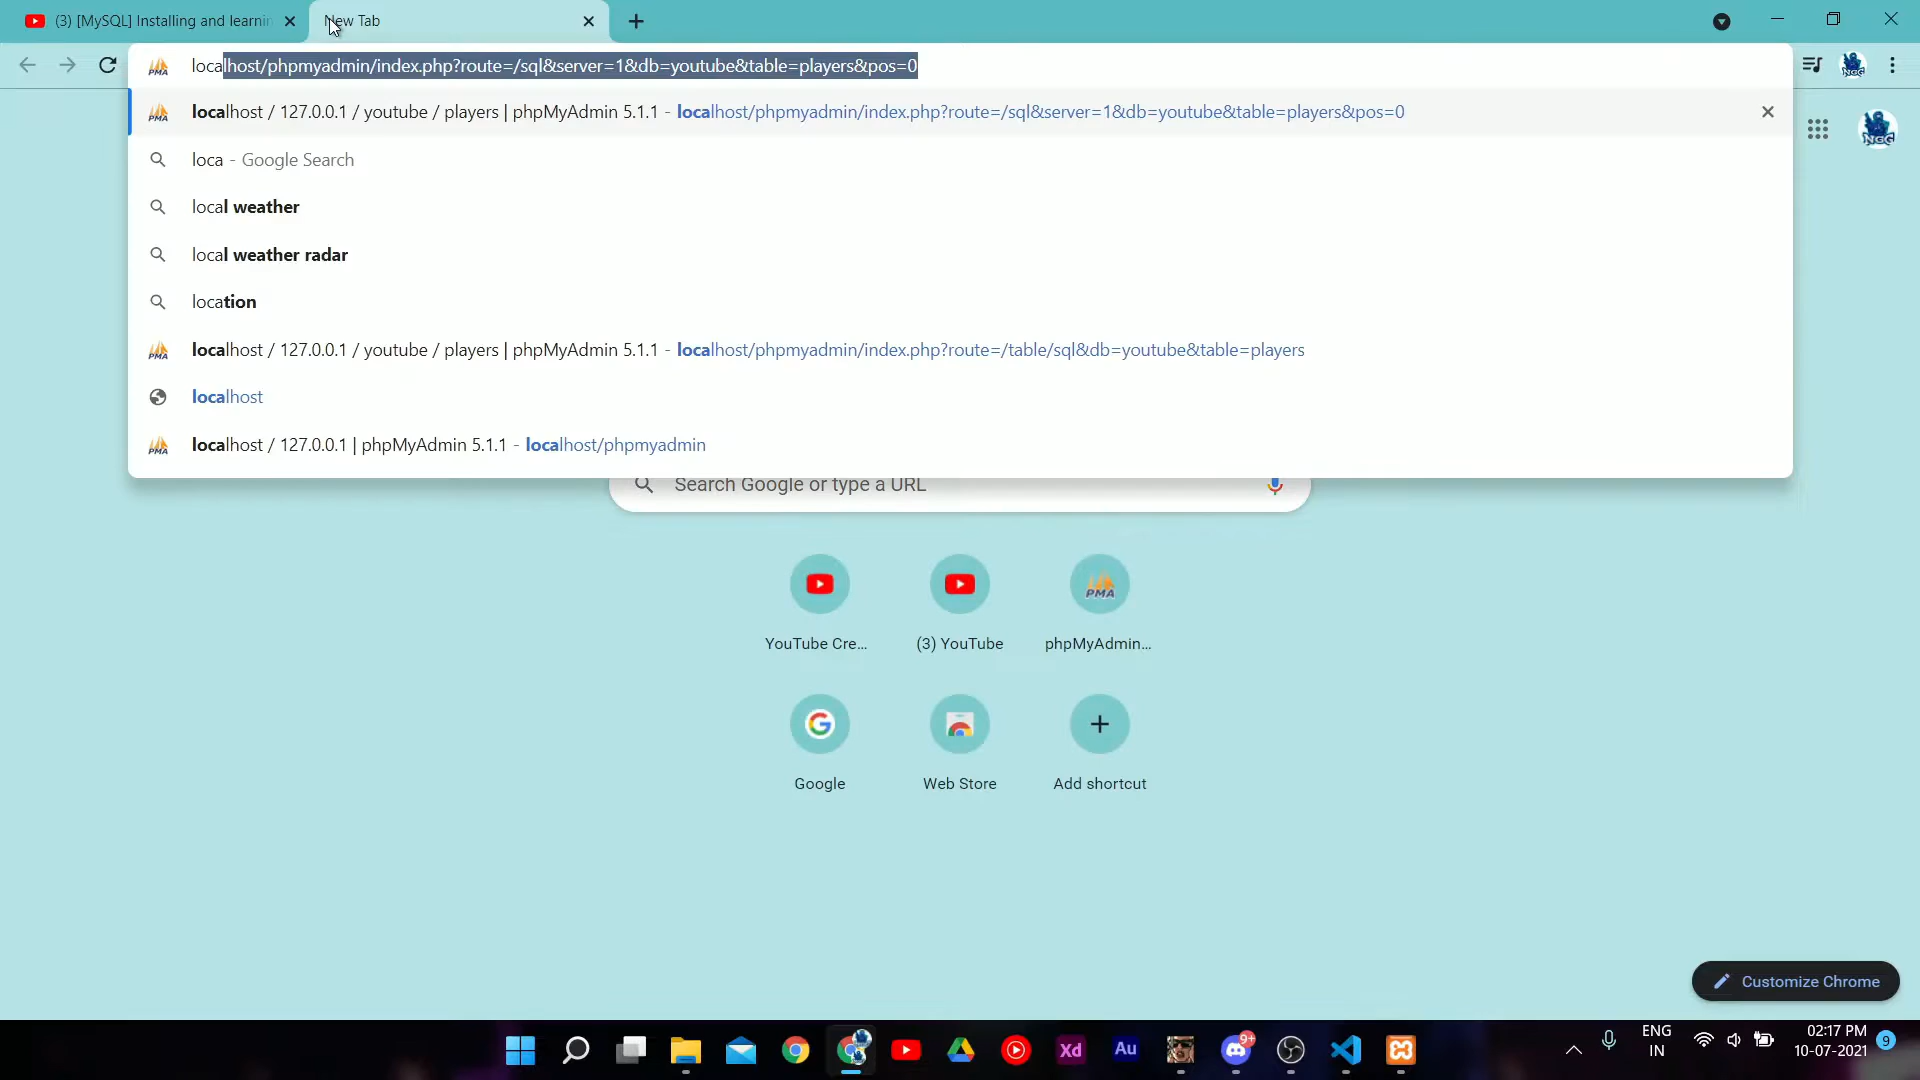 (3) [MySQL] Installing and learnin
New Tab
localhost/phpmyadmin/index.php?route=/sql&server=1&db=youtube&table=players&pos=0
localhost / 127.0.0.1 / youtube / players | phpMyAdmin 5.1.1 - localhost/phpmyadmin/index.php?route=/sql&server=1&db=youtube&table=players&pos=0
loca - Google Search
local weather
local weather radar
location
localhost / 127.0.0.1 / youtube / players | phpMyAdmin 5.1.1 - localhost/phpmyadmin/index.php?route=/table/sql&db=youtube&table=players
localhost
localhost / 127.0.0.1 | phpMyAdmin 5.1.1 - localhost/phpmyadmin
NGG
Search Google or type a URL
YouTube Cre...
(3) YouTube
PMA
phpMyAdmin...
Google
Web Store
Add shortcut
Customize Chrome
Xd
Au
9+
ENG
IN
02:17 PM
10-07-2021
9